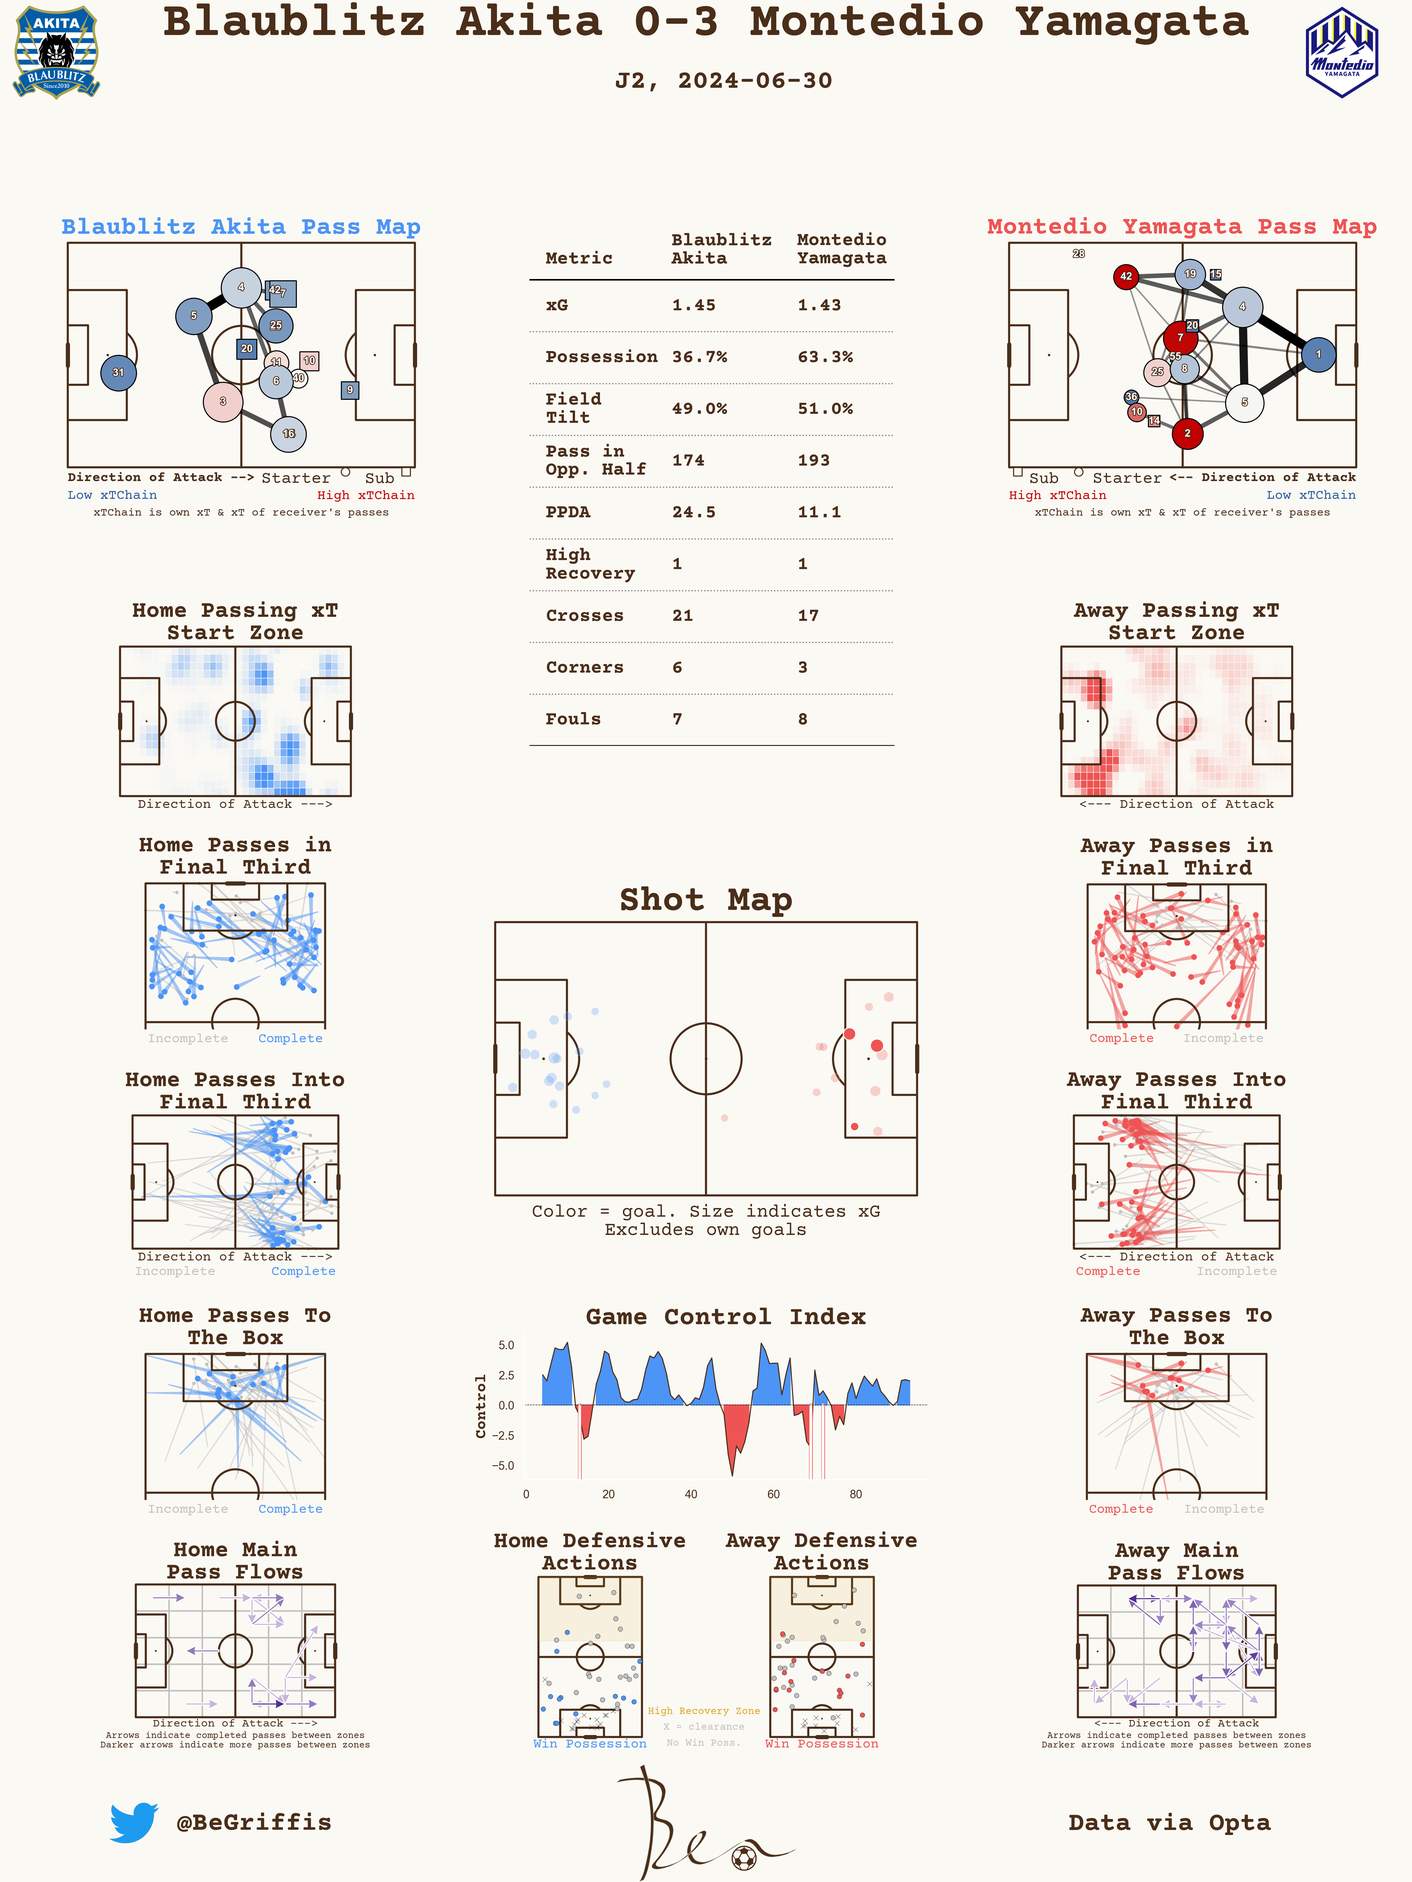 Blaublitz Akita 0-3 Montedio Yamagata
J2, 2024-06-30
AKITA
BLAUBLITZ
Since2010
Montedio
YAMAGATA
Blaublitz Akita Pass Map
4
42
7
5
25
20
11
10
31
6
40
9
3
16
Direction of Attack --> Starter Sub
Low xTChain High xTChain
xTChain is own xT & xT of receiver's passes
Metric Blaublitz Akita Montedio Yamagata
xG 1.45 1.43
Possession 36.7% 63.3%
Field Tilt 49.0% 51.0%
Pass in Opp. Half 174 193
PPDA 24.5 11.1
High Recovery 1 1
Crosses 21 17
Corners 6 3
Fouls 7 8
Montedio Yamagata Pass Map
28
42
19
15
4
20
7
55
1
25
8
36
10
14
5
2
Sub Starter <-- Direction of Attack
High xTChain Low xTChain
xTChain is own xT & xT of receiver's passes
Home Passing xT
Start Zone
Direction of Attack --->
Away Passing xT
Start Zone
<--- Direction of Attack
Home Passes in
Final Third
Incomplete Complete
Away Passes in
Final Third
Complete Incomplete
Shot Map
Color = goal. Size indicates xG
Excludes own goals
Home Passes Into
Final Third
Direction of Attack --->
Incomplete Complete
Away Passes Into
Final Third
<--- Direction of Attack
Complete Incomplete
Home Passes To
The Box
Incomplete Complete
Game Control Index
Control
5.0
2.5
0.0
−2.5
−5.0
0 20 40 60 80
Away Passes To
The Box
Complete Incomplete
Home Main
Pass Flows
Direction of Attack --->
Arrows indicate completed passes between zones
Darker arrows indicate more passes between zones
Home Defensive
Actions
Win Possession
Away Defensive
Actions
Win Possession
High Recovery Zone
X = clearance
No Win Poss.
Away Main
Pass Flows
<--- Direction of Attack
Arrows indicate completed passes between zones
Darker arrows indicate more passes between zones
@BeGriffis
Ben
Data via Opta